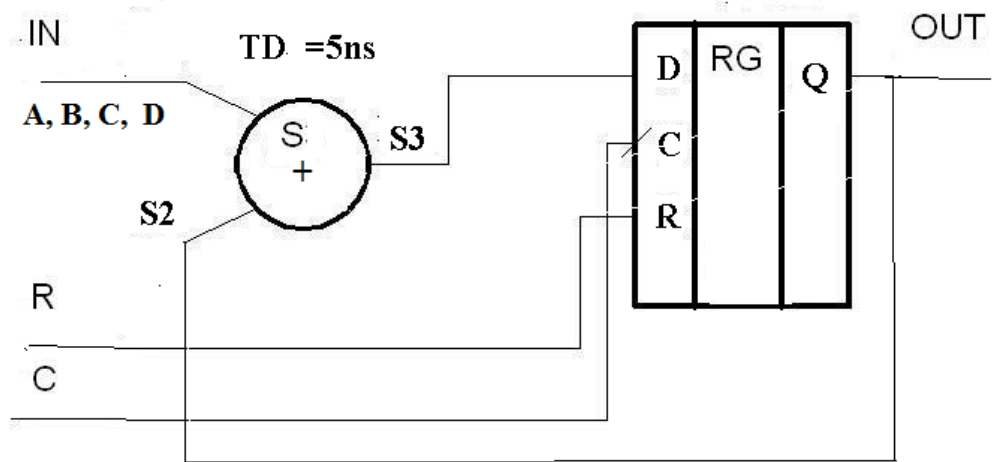 IN
TD =5ns
OUT
A, B, C, D
S
+
S3
S2
D
RG
Q
C
R
R
C